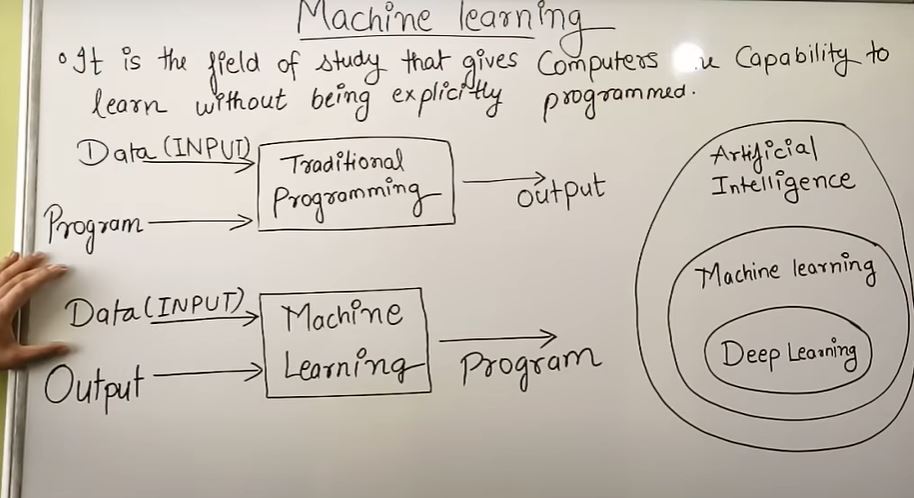 Machine learning
• It is the field of study that gives Computers Capability to
learn without being explicitly programmed.
Data (INPUT)
Program
Traditional
Programming
Output
Data (INPUT)
Output
Machine
Learning
Program
Artificial
Intelligence
Machine learning
Deep Learning